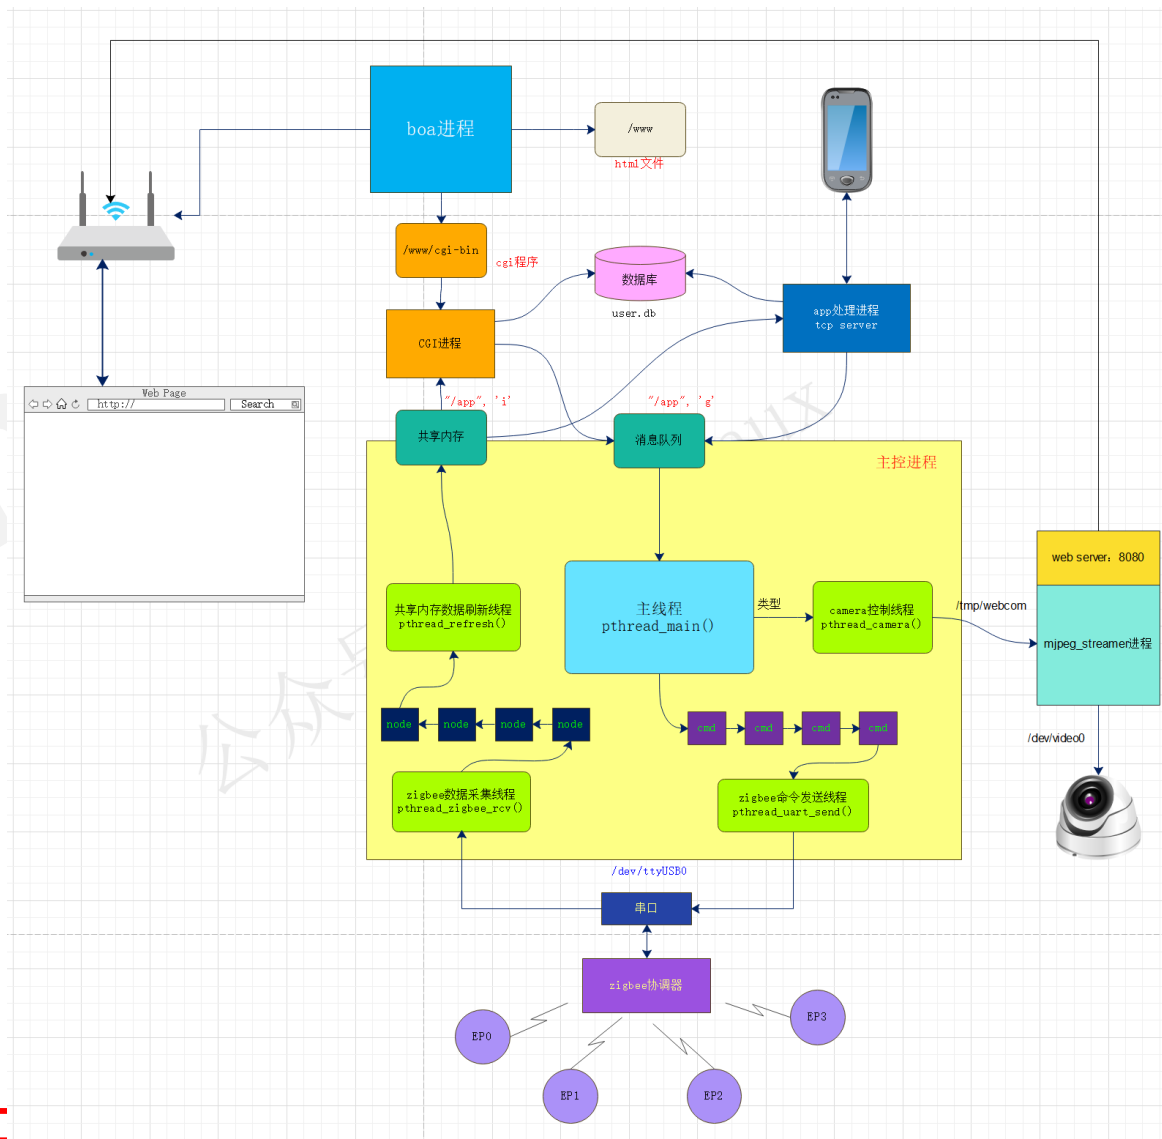 boa进程
/www
html文件
/www/cgi-bin
cgi程序
数据库
user.db
app处理进程
tcp server
CGI进程
Web Page
http://
Search
"/app", 'i'
"/app", 'g'
共享内存
消息队列
主控进程
web server：8080
共享内存数据刷新线程
pthread_refresh()
主线程
pthread_main()
类型
camera控制线程
pthread_camera()
/tmp/webcom
mjpeg_streamer进程
node
node
node
node
cmd
cmd
cmd
cmd
/dev/video0
zigbee数据采集线程
pthread_zigbee_rcv()
zigbee命令发送线程
pthread_uart_send()
/dev/ttyUSB0
串口
zigbee协调器
EP0
EP1
EP2
EP3
公众号